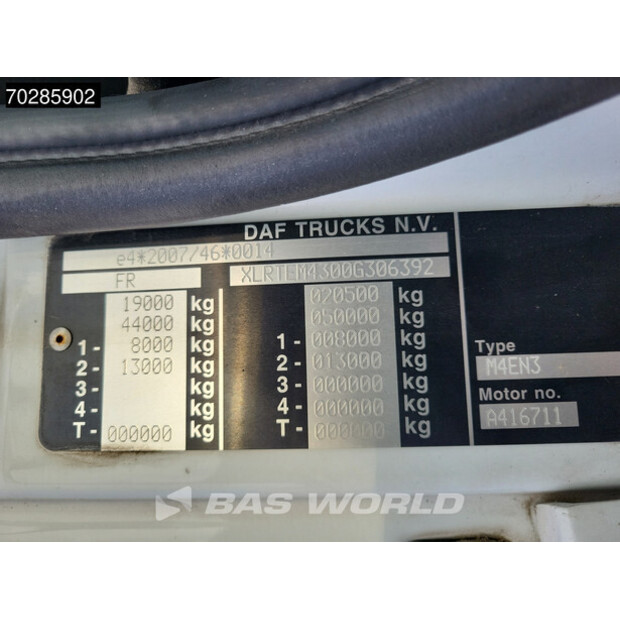 70285902
DAF TRUCKS N.V.
e4*2007/46*0014
FR XLRTEM4300G306392
19000 kg 020500 kg
44000 kg 050000 kg
1- 8000 kg 1- 008000 kg
2- 13000 kg 2- 013000 kg
3- kg 3- 000000 kg
4- kg 4- 000000 kg
T- 000000 kg T- 000000 kg
Type
M4EN3
Motor no.
A416711
BAS WORLD